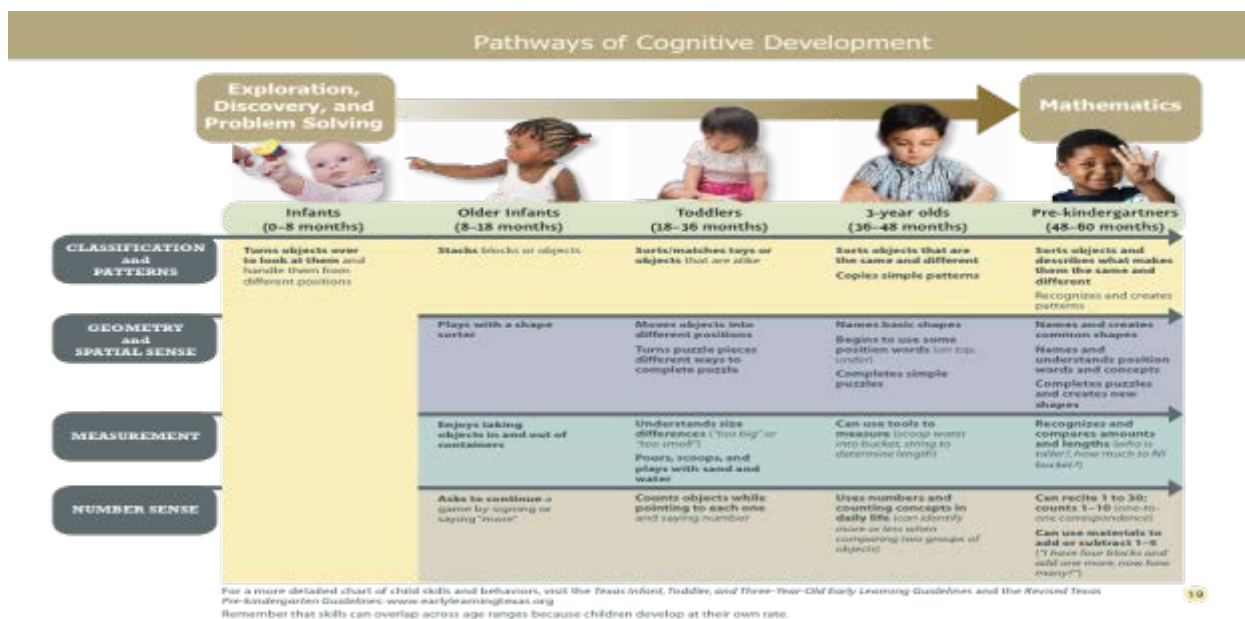 Pathways of Cognitive Development
Exploration,
Discovery, and
Problem Solving
Mathematics
Infants
(0–8 months)
Older Infants
(8–18 months)
Toddlers
(18–36 months)
3-year olds
(36–48 months)
Pre-kindergartners
(48–60 months)
CLASSIFICATION
and
PATTERNS
Turns objects over
to look at them and
handle them from
different positions
Stacks blocks or objects
Sorts/matches toys or
objects that are alike
Sorts objects that are
the same and different
Copies simple patterns
Sorts objects and
describes what makes
them the same and
different
Recognizes and creates
patterns
GEOMETRY
and
SPATIAL SENSE
Plays with a shape
sorter
Moves objects into
different positions
Turns puzzle pieces
different ways to
complete puzzle
Names basic shapes
Begins to use some
position words (on top,
under)
Completes simple
puzzles
Names and creates
common shapes
Names and
understands position
words and concepts
Completes puzzles
and creates new
shapes
MEASUREMENT
Enjoys taking
objects in and out of
containers
Understands size
differences ("too big" or
"too small")
Pours, scoops, and
plays with sand and
water
Can use tools to
measure (scoop water
into bucket, string to
determine length)
Recognizes and
compares amounts
and lengths (who is
taller?, how much to fill
bucket?)
NUMBER SENSE
Asks to continue a
game by signing or
saying "more"
Counts objects while
pointing to each one
and saying number
Uses numbers and
counting concepts in
daily life (can identify
more or less when
comparing two groups of
objects)
Can recite 1 to 30;
counts 1–10 (one-to-
one correspondence)
Can use materials to
add or subtract 1–5
("I have four blocks and
add one more, now how
many?")
For a more detailed chart of child skills and behaviors, visit the Texas Infant, Toddler, and Three-Year-Old Early Learning Guidelines and the Revised Texas
Pre-kindergarten Guidelines: www.earlylearningtexas.org
Remember that skills can overlap across age ranges because children develop at their own rate.
19